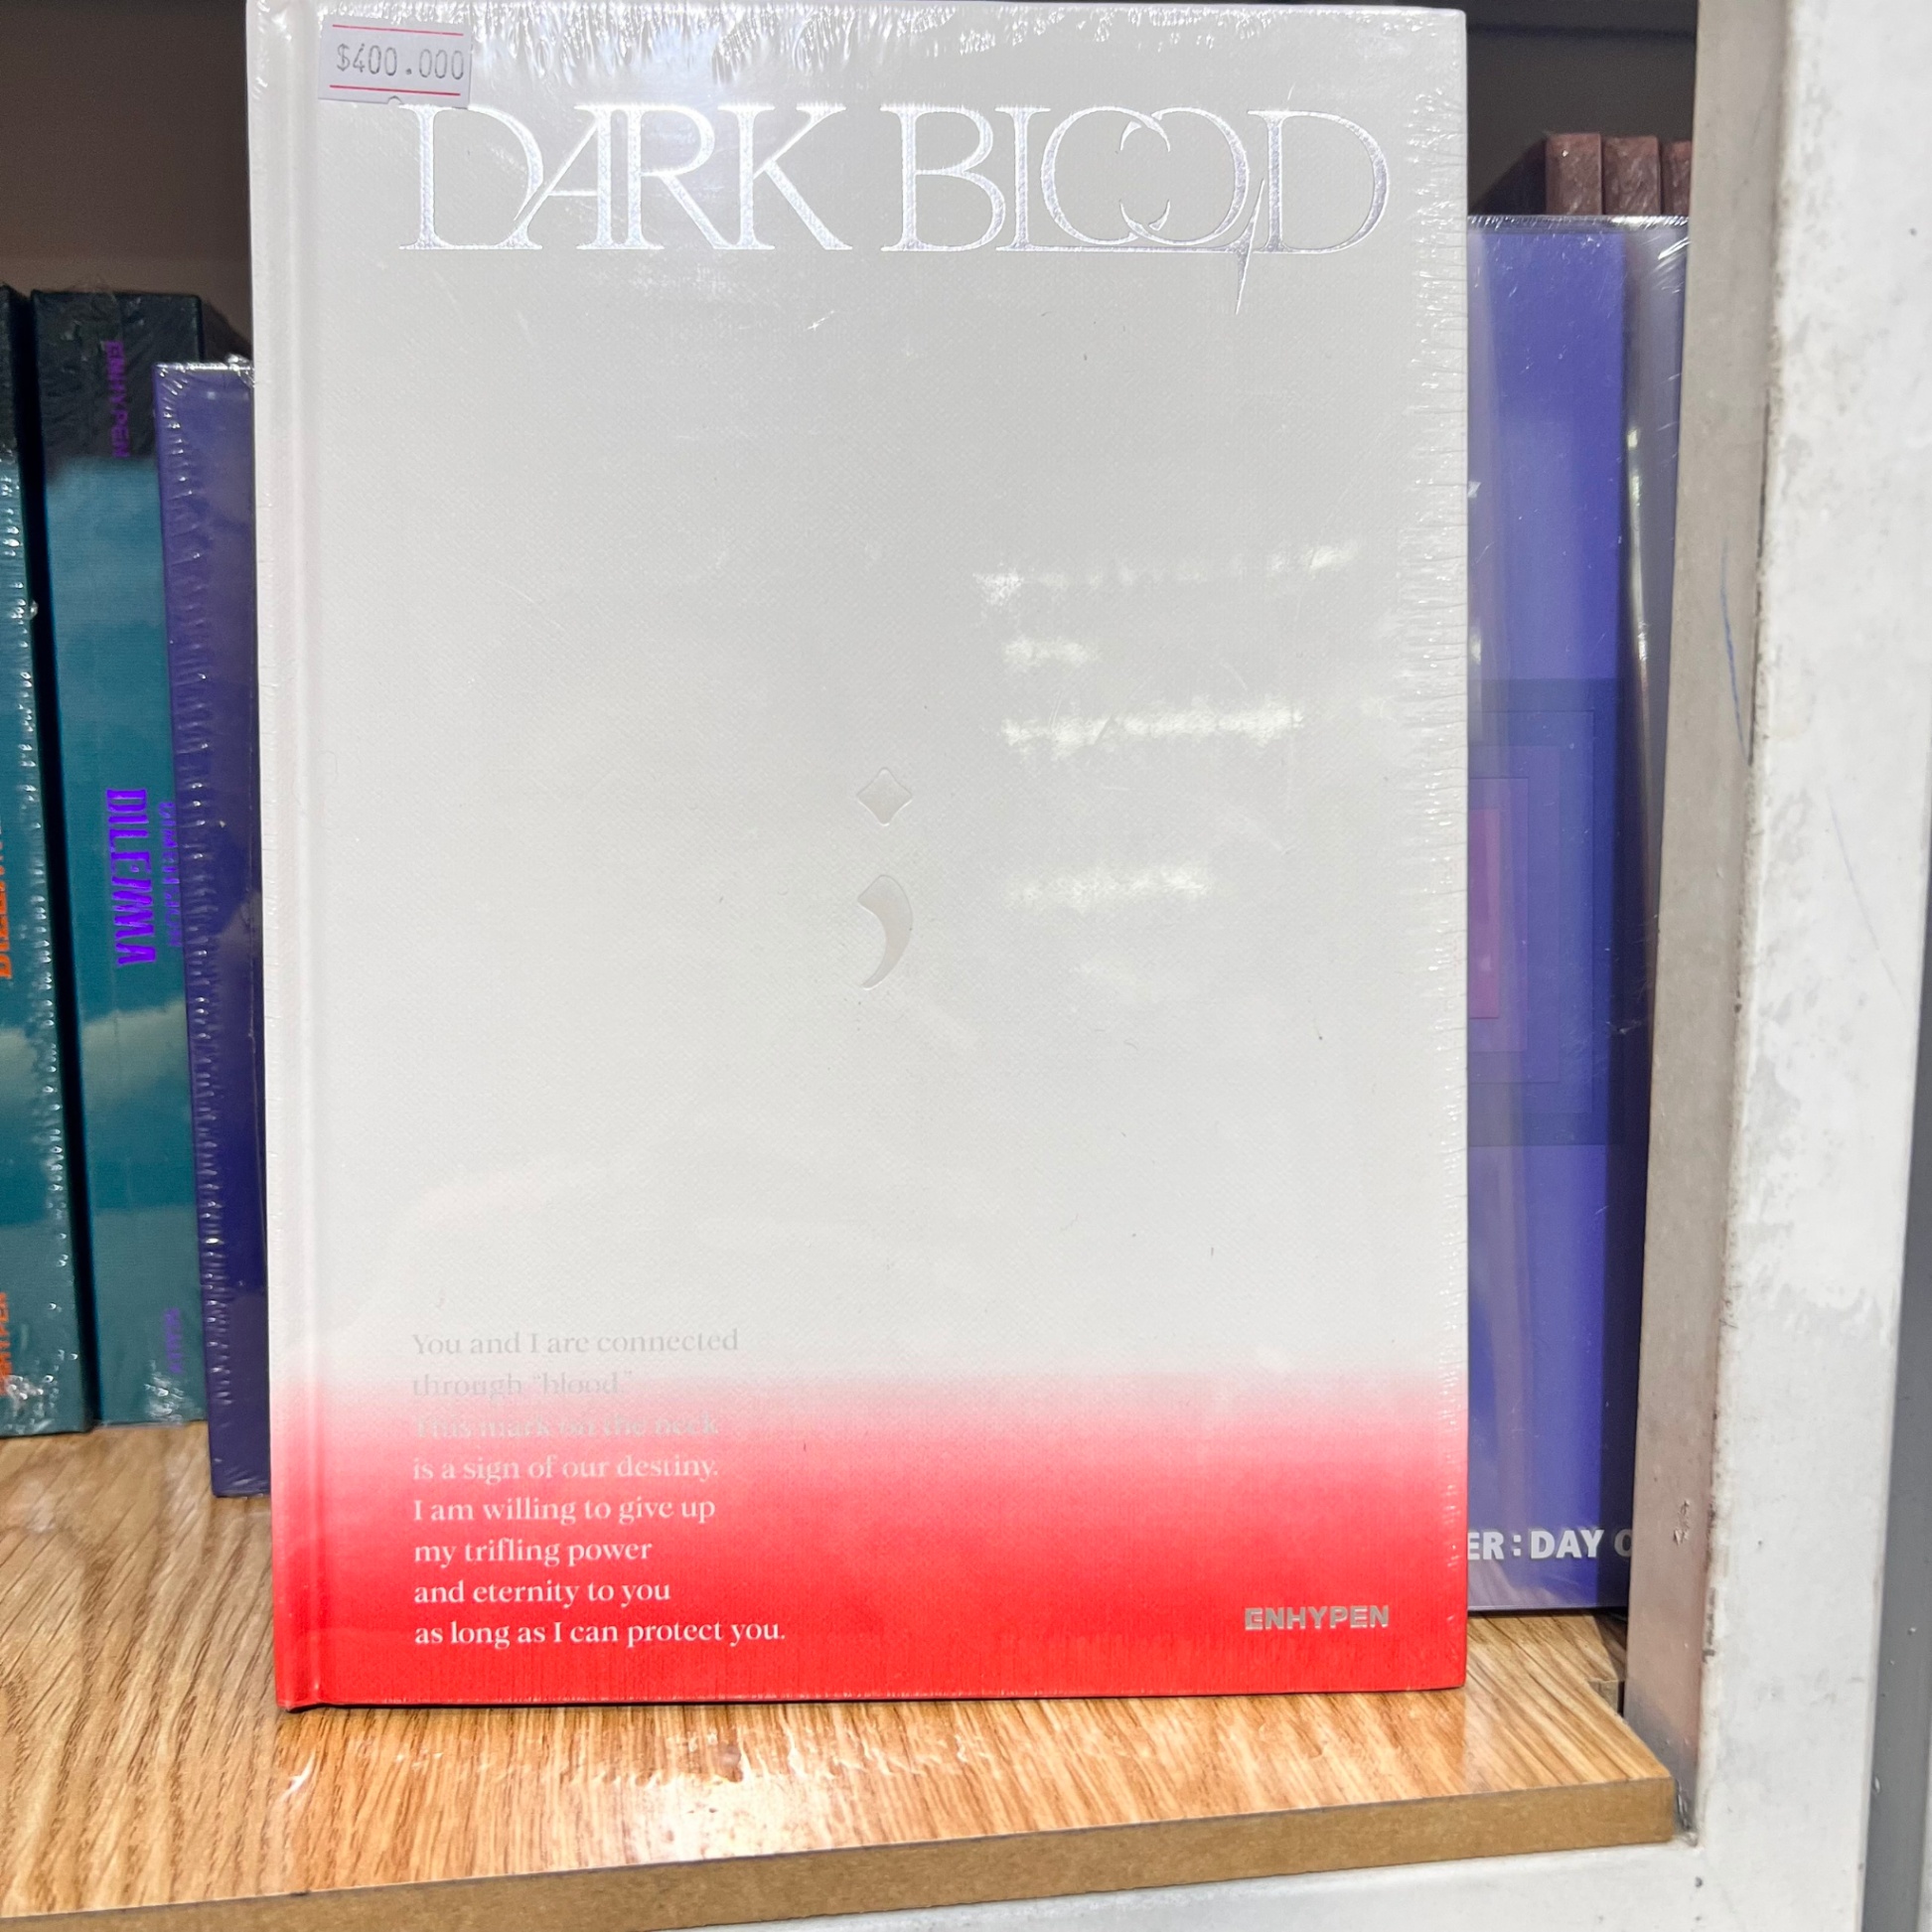 $400.000
DARK BLOOD
;
You and I are connected
through "blood."
This mark on the neck
is a sign of our destiny.
I am willing to give up
my trifling power
and eternity to you
as long as I can protect you.
ENHYPEN
ENHYPEN
DILEMMA
ER : DAY